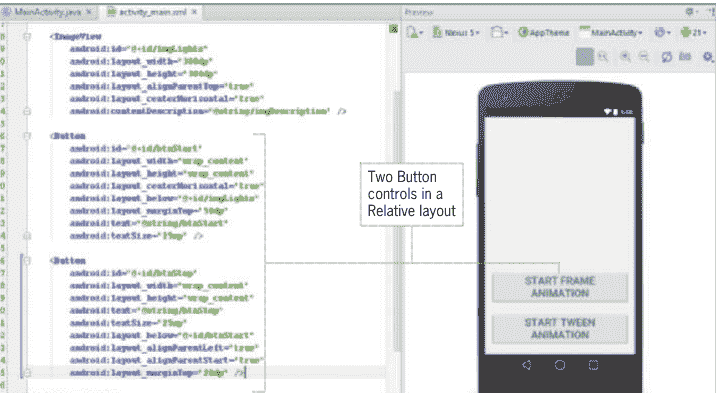 MainActivity.java ×
activity_main.xml ×
Preview
Nexus 5
AppTheme
MainActivity
21
<ImageView
android:id="@+id/imgLights"
android:layout_width="300dp"
android:layout_height="300dp"
android:layout_alignParentTop="true"
android:layout_centerHorizontal="true"
android:contentDescription="@string/imgDescription" />
<Button
android:id="@+id/btnStart"
android:layout_width="wrap_content"
android:layout_height="wrap_content"
android:layout_centerHorizontal="true"
android:layout_below="@+id/imgLights"
android:layout_marginTop="50dp"
android:text="@string/btnStart"
android:textSize="25sp" />
<Button
android:id="@+id/btnStop"
android:layout_width="wrap_content"
android:layout_height="wrap_content"
android:text="@string/btnStop"
android:textSize="25sp"
android:layout_below="@+id/btnStart"
android:layout_alignParentLeft="true"
android:layout_alignParentStart="true"
android:layout_marginTop="20dp" />
Two Button
controls in a
Relative layout
START FRAME
ANIMATION
START TWEEN
ANIMATION